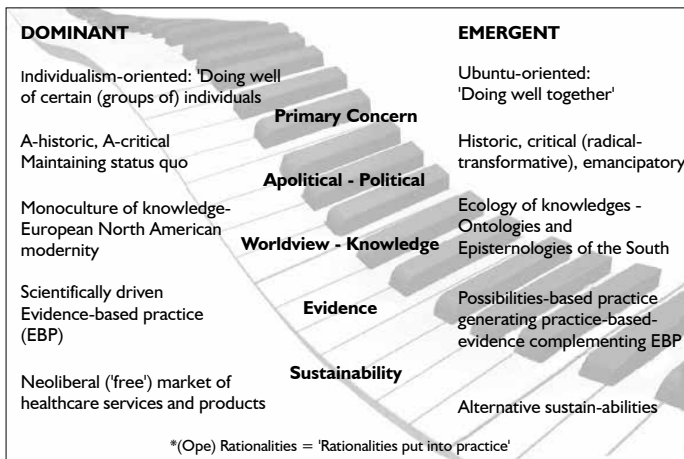 DOMINANT
EMERGENT
Individualism-oriented: 'Doing well
of certain (groups of) individuals
Ubuntu-oriented:
'Doing well together'
Primary Concern
A-historic, A-critical
Maintaining status quo
Historic, critical (radical-
transformative), emancipatory
Apolitical - Political
Monoculture of knowledge-
European North American
modernity
Ecology of knowledges -
Ontologies and
Episternologies of the South
Worldview - Knowledge
Scientifically driven
Evidence-based practice
(EBP)
Evidence
Possibilities-based practice
generating practice-based-
evidence complementing EBP
Sustainability
Neoliberal ('free') market of
healthcare services and products
Alternative sustain-abilities
*(Ope) Rationalities = 'Rationalities put into practice'